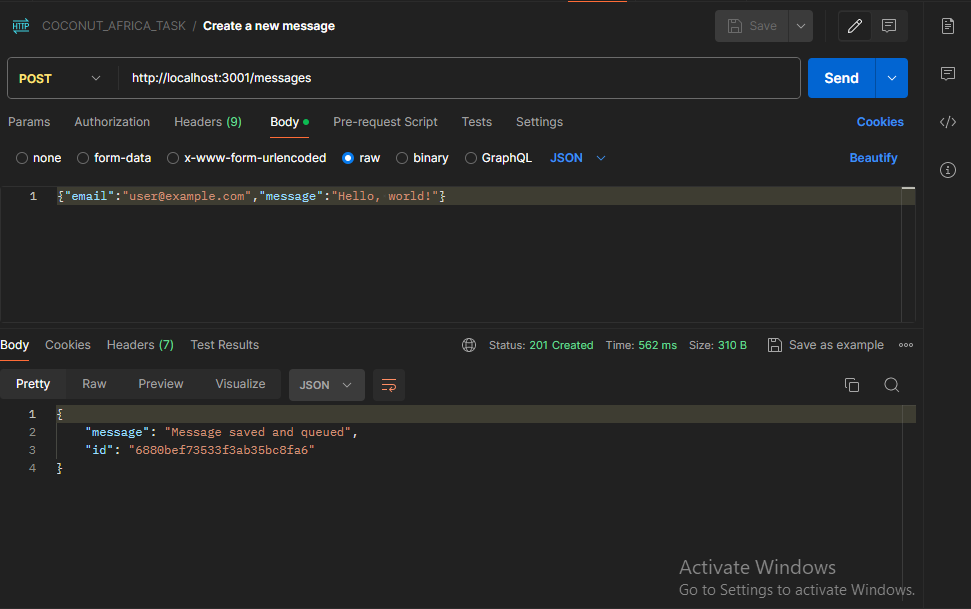 HTTP COCONUT_AFRICA_TASK / Create a new message Save
POST http://localhost:3001/messages Send
Params Authorization Headers (9) Body Pre-request Script Tests Settings Cookies
none form-data x-www-form-urlencoded raw binary GraphQL JSON Beautify
1 {"email":"user@example.com","message":"Hello, world!"}
Body Cookies Headers (7) Test Results Status: 201 Created Time: 562 ms Size: 310 B Save as example
Pretty Raw Preview Visualize JSON
1 {
2 "message": "Message saved and queued",
3 "id": "6880bef73533f3ab35bc8fa6"
4 }
Activate Windows
Go to Settings to activate Windows.